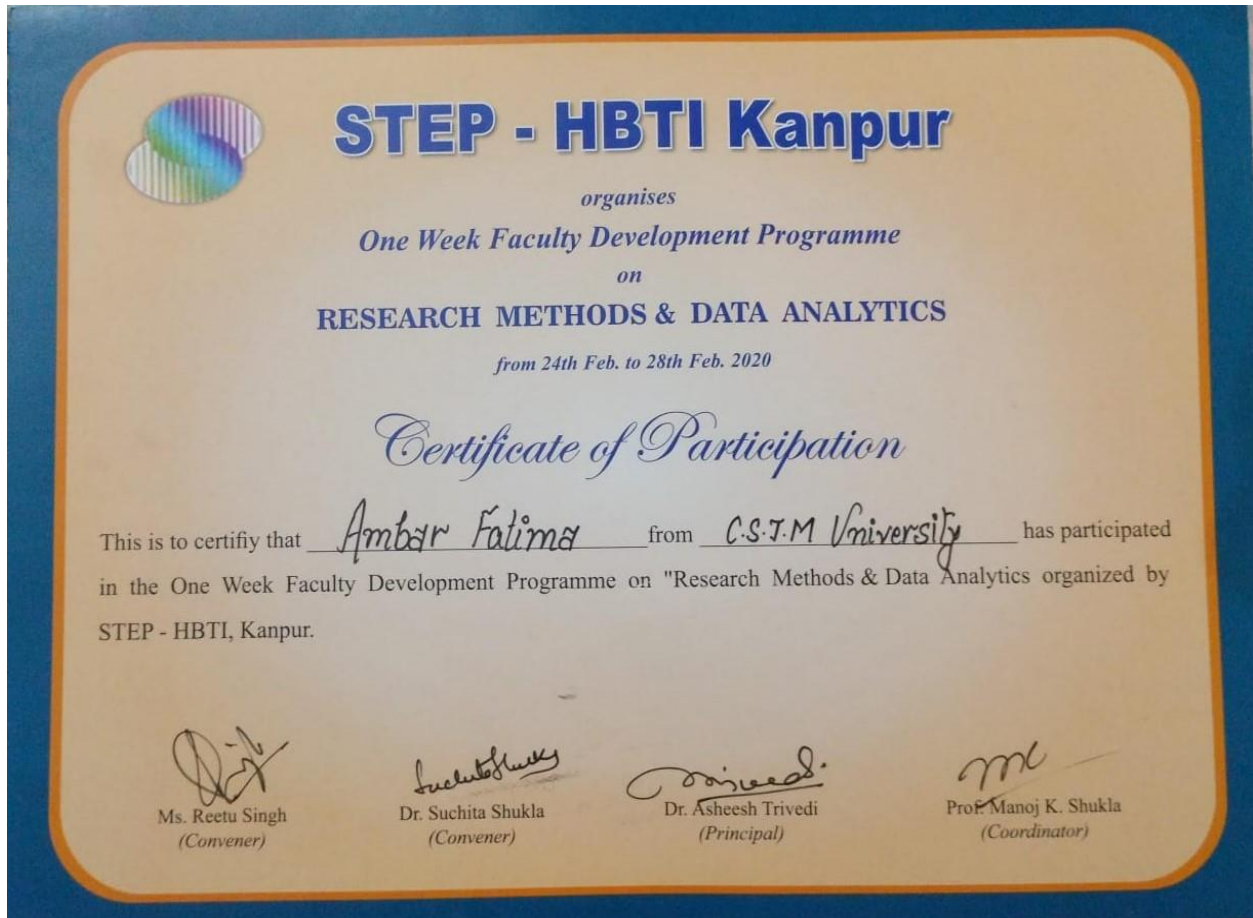 STEP - HBTI Kanpur
organises
One Week Faculty Development Programme
on
RESEARCH METHODS & DATA ANALYTICS
from 24th Feb. to 28th Feb. 2020
Certificate of Participation
This is to certifiy that Ambar Fatima from C.S.J.M University has participated
in the One Week Faculty Development Programme on "Research Methods & Data Analytics organized by
STEP - HBTI, Kanpur.
Ms. Reetu Singh Dr. Suchita Shukla Dr. Asheesh Trivedi Prof. Manoj K. Shukla
(Convener) (Convener) (Principal) (Coordinator)